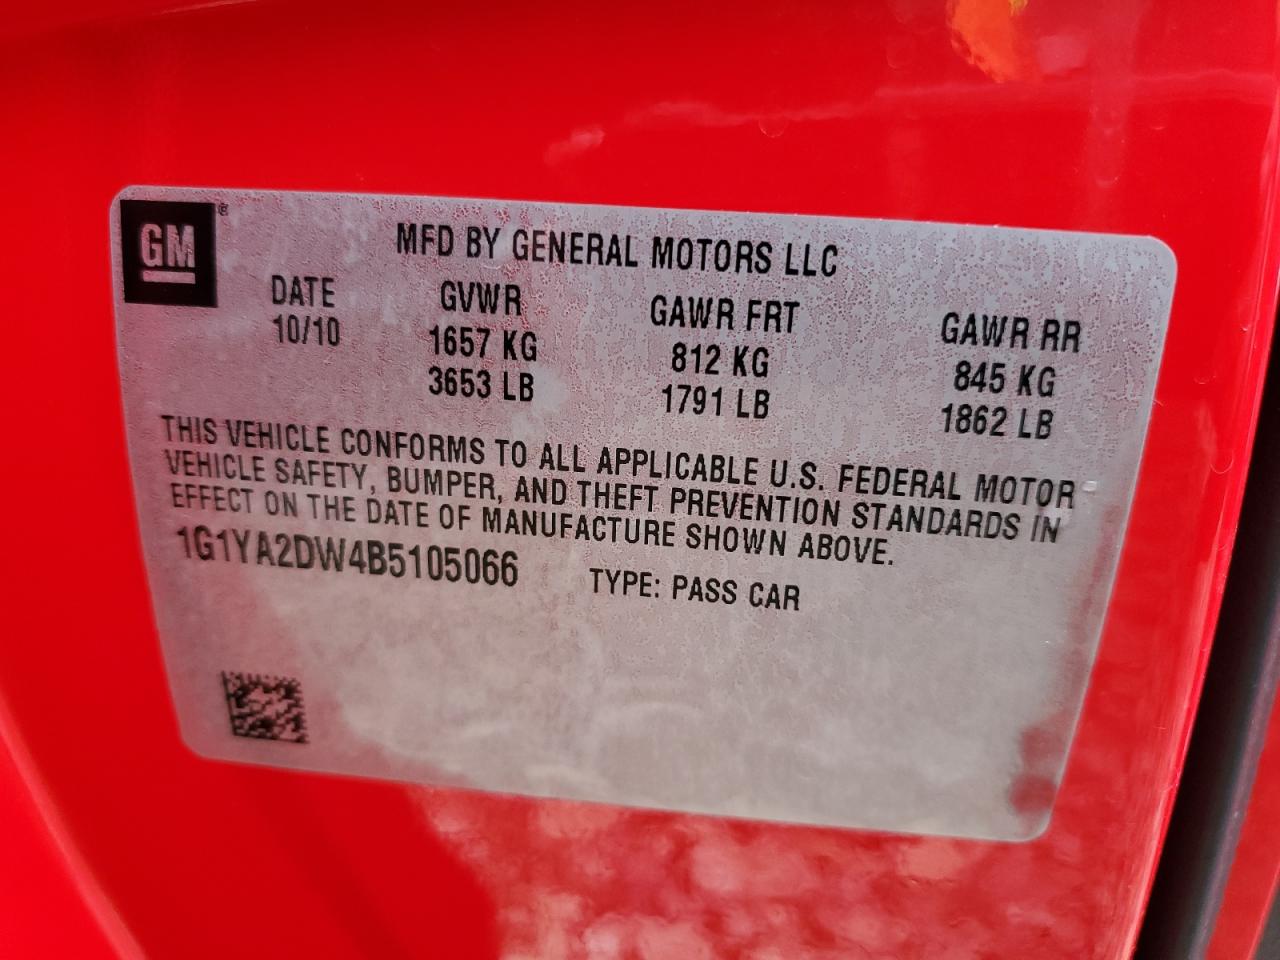 GM ®
MFD BY GENERAL MOTORS LLC
DATE GVWR GAWR FRT GAWR RR
10/10 1657 KG 812 KG 845 KG
3653 LB 1791 LB 1862 LB
THIS VEHICLE CONFORMS TO ALL APPLICABLE U.S. FEDERAL MOTOR
VEHICLE SAFETY, BUMPER, AND THEFT PREVENTION STANDARDS IN
EFFECT ON THE DATE OF MANUFACTURE SHOWN ABOVE.
1G1YA2DW4B5105066 TYPE: PASS CAR